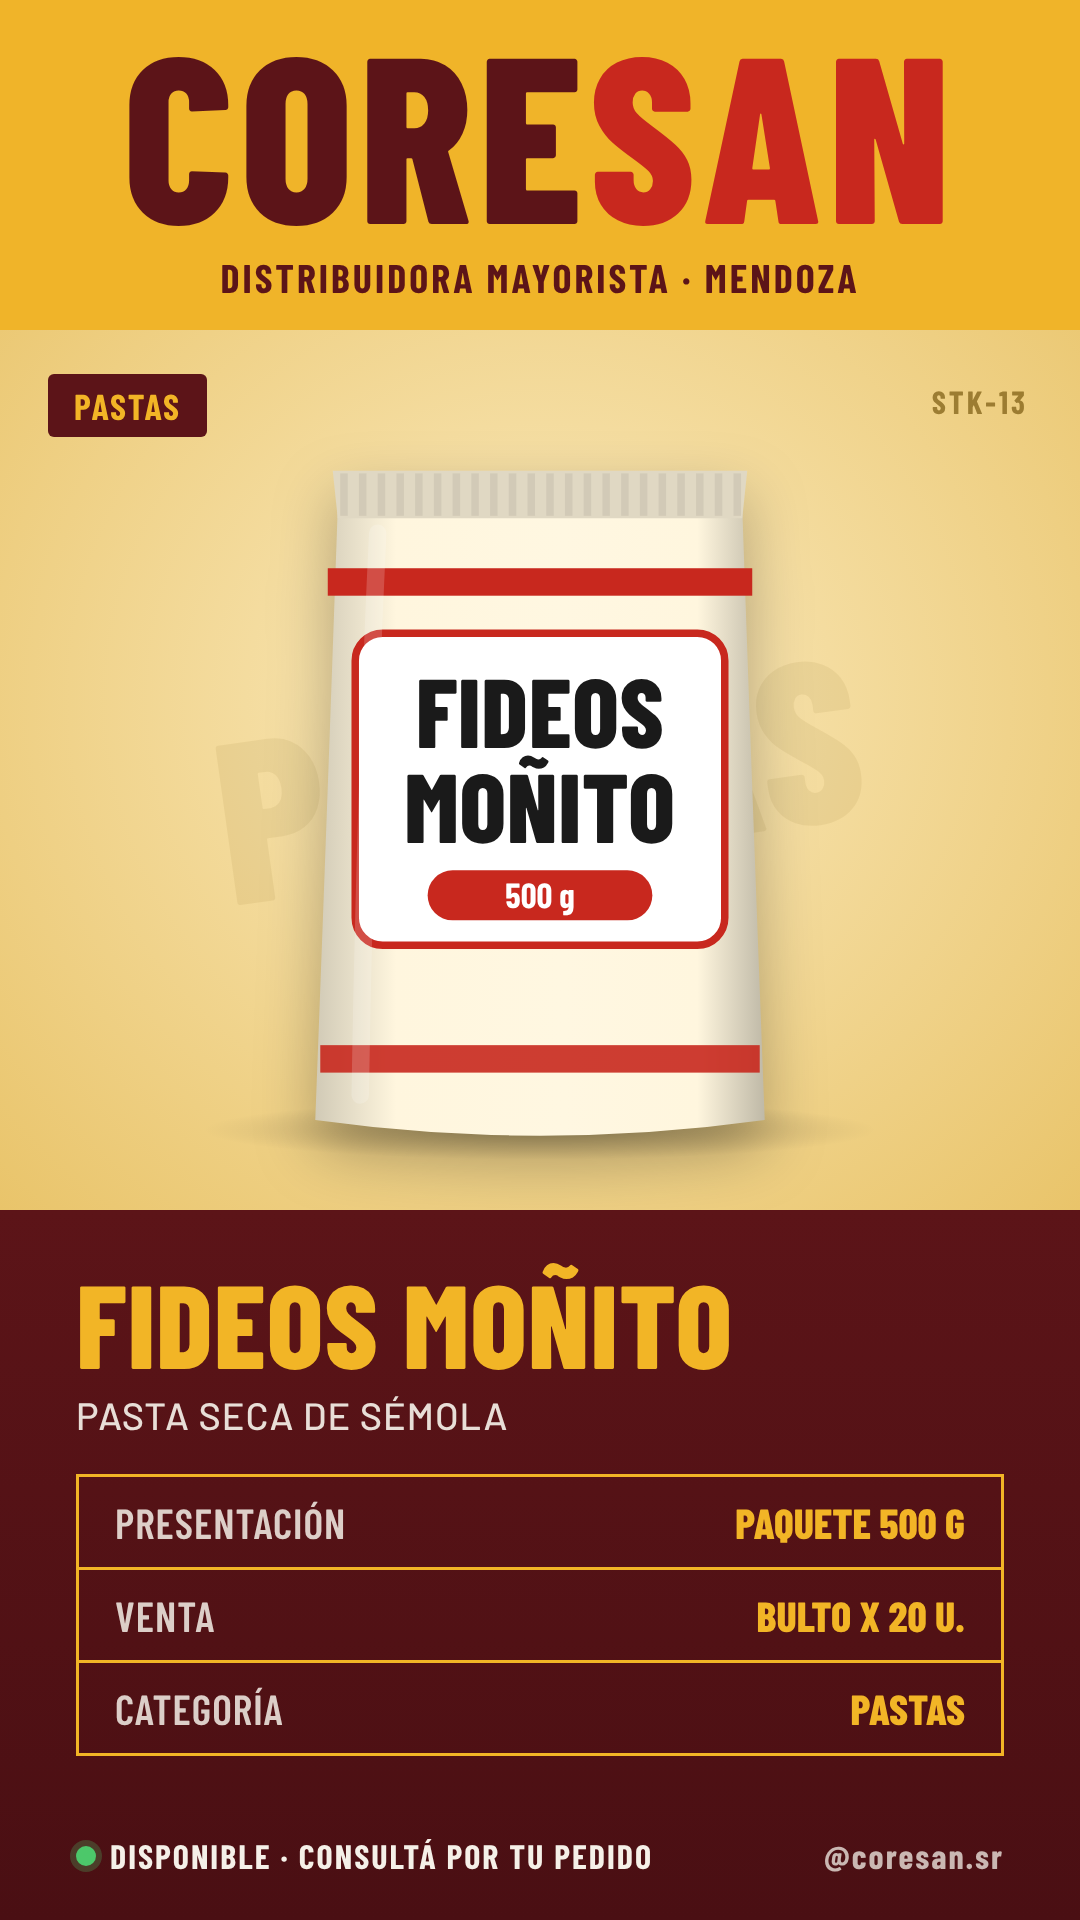 CORESAN
DISTRIBUIDORA MAYORISTA · MENDOZA
PASTAS
STK-13
FIDEOS
MOÑITO
500 g
FIDEOS MOÑITO
PASTA SECA DE SÉMOLA
PRESENTACIÓN PAQUETE 500 G
VENTA BULTO X 20 U.
CATEGORÍA PASTAS
DISPONIBLE · CONSULTÁ POR TU PEDIDO @coresan.sr